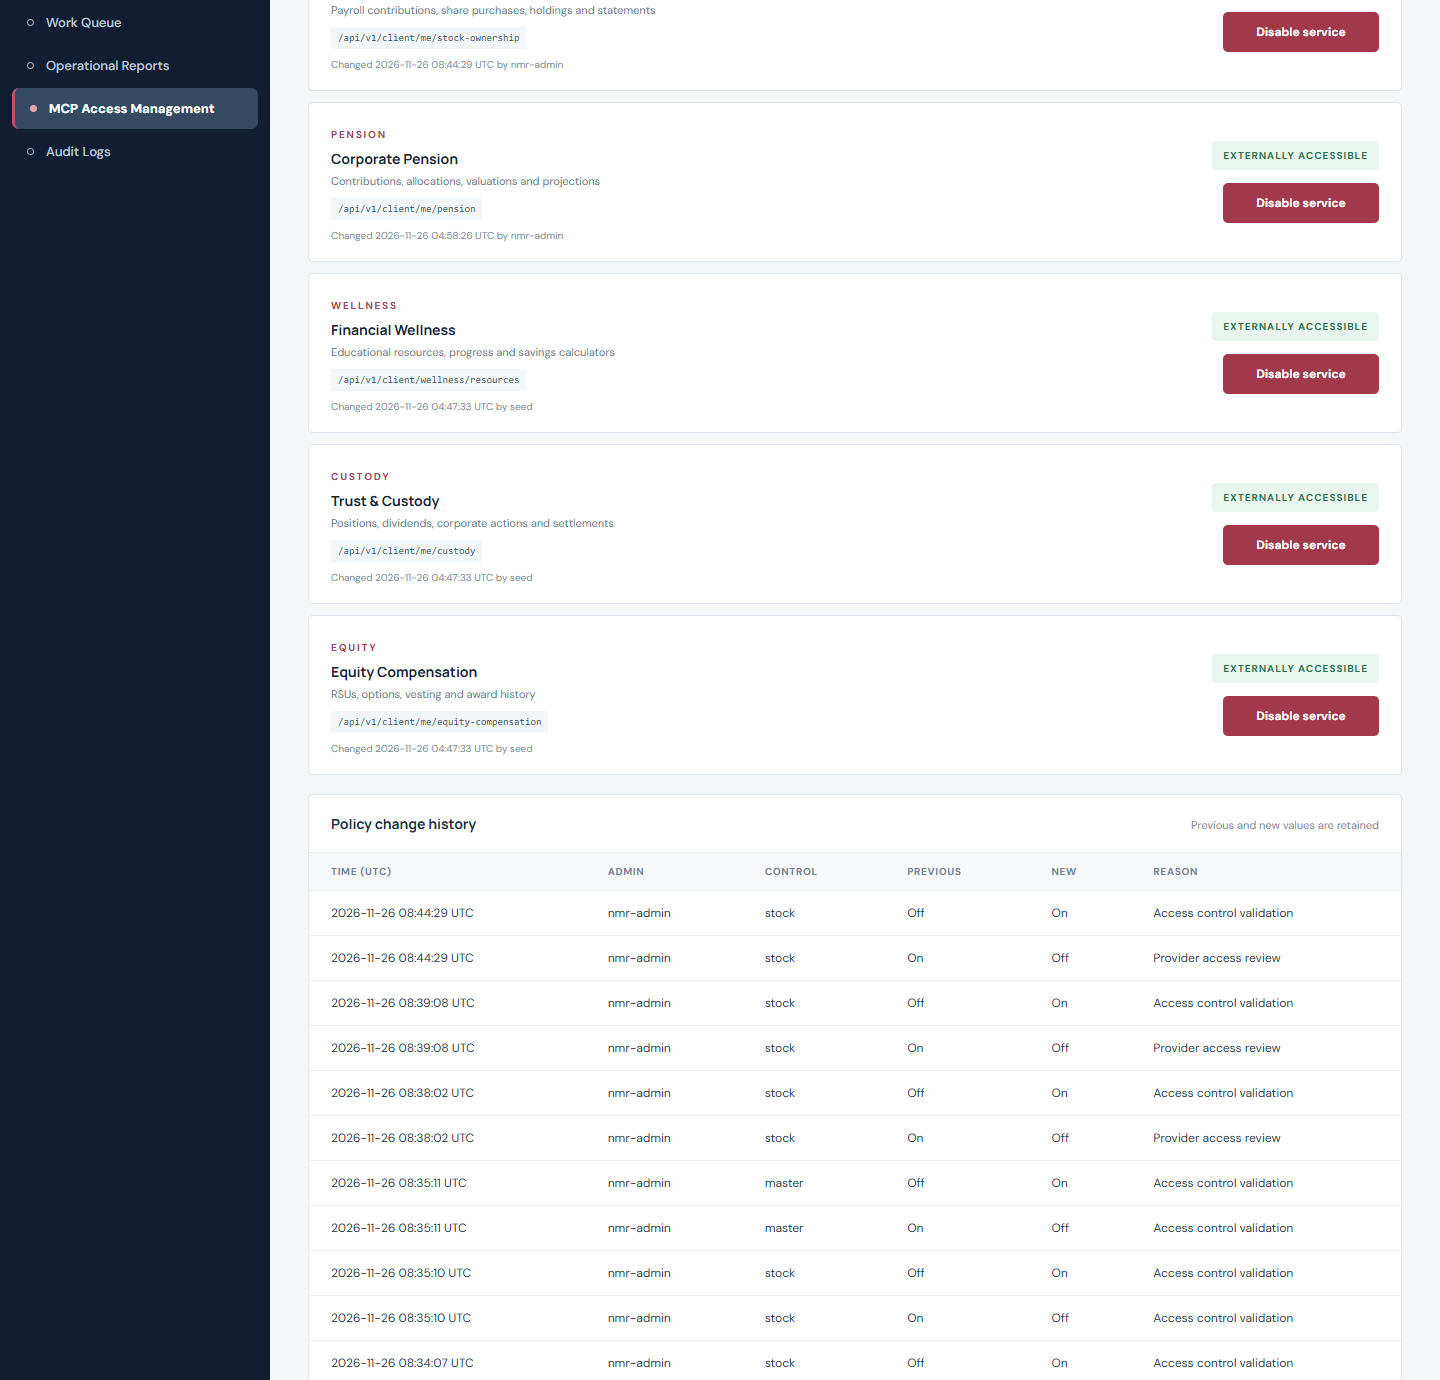 Work Queue
Operational Reports
MCP Access Management
Audit Logs
Payroll contributions, share purchases, holdings and statements
/api/v1/client/me/stock-ownership
Changed 2026-11-26 08:44:29 UTC by nmr-admin
Disable service
PENSION
Corporate Pension
Contributions, allocations, valuations and projections
/api/v1/client/me/pension
Changed 2026-11-26 04:58:26 UTC by nmr-admin
EXTERNALLY ACCESSIBLE
Disable service
WELLNESS
Financial Wellness
Educational resources, progress and savings calculators
/api/v1/client/wellness/resources
Changed 2026-11-26 04:47:33 UTC by seed
EXTERNALLY ACCESSIBLE
Disable service
CUSTODY
Trust & Custody
Positions, dividends, corporate actions and settlements
/api/v1/client/me/custody
Changed 2026-11-26 04:47:33 UTC by seed
EXTERNALLY ACCESSIBLE
Disable service
EQUITY
Equity Compensation
RSUs, options, vesting and award history
/api/v1/client/me/equity-compensation
Changed 2026-11-26 04:47:33 UTC by seed
EXTERNALLY ACCESSIBLE
Disable service
Policy change history
Previous and new values are retained
TIME (UTC) ADMIN CONTROL PREVIOUS NEW REASON
2026-11-26 08:44:29 UTC nmr-admin stock Off On Access control validation
2026-11-26 08:44:29 UTC nmr-admin stock On Off Provider access review
2026-11-26 08:39:08 UTC nmr-admin stock Off On Access control validation
2026-11-26 08:39:08 UTC nmr-admin stock On Off Provider access review
2026-11-26 08:38:02 UTC nmr-admin stock Off On Access control validation
2026-11-26 08:38:02 UTC nmr-admin stock On Off Provider access review
2026-11-26 08:35:11 UTC nmr-admin master Off On Access control validation
2026-11-26 08:35:11 UTC nmr-admin master On Off Access control validation
2026-11-26 08:35:10 UTC nmr-admin stock Off On Access control validation
2026-11-26 08:35:10 UTC nmr-admin stock On Off Access control validation
2026-11-26 08:34:07 UTC nmr-admin stock Off On Access control validation